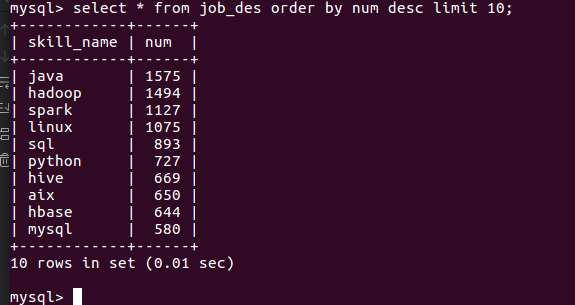 mysql> select * from job_des order by num desc limit 10;
+------------+------+
| skill_name | num  |
+------------+------+
| java       | 1575 |
| hadoop     | 1494 |
| spark      | 1127 |
| linux      | 1075 |
| sql        |  893 |
| python     |  727 |
| hive       |  669 |
| aix        |  650 |
| hbase      |  644 |
| mysql      |  580 |
+------------+------+
10 rows in set (0.01 sec)
mysql>